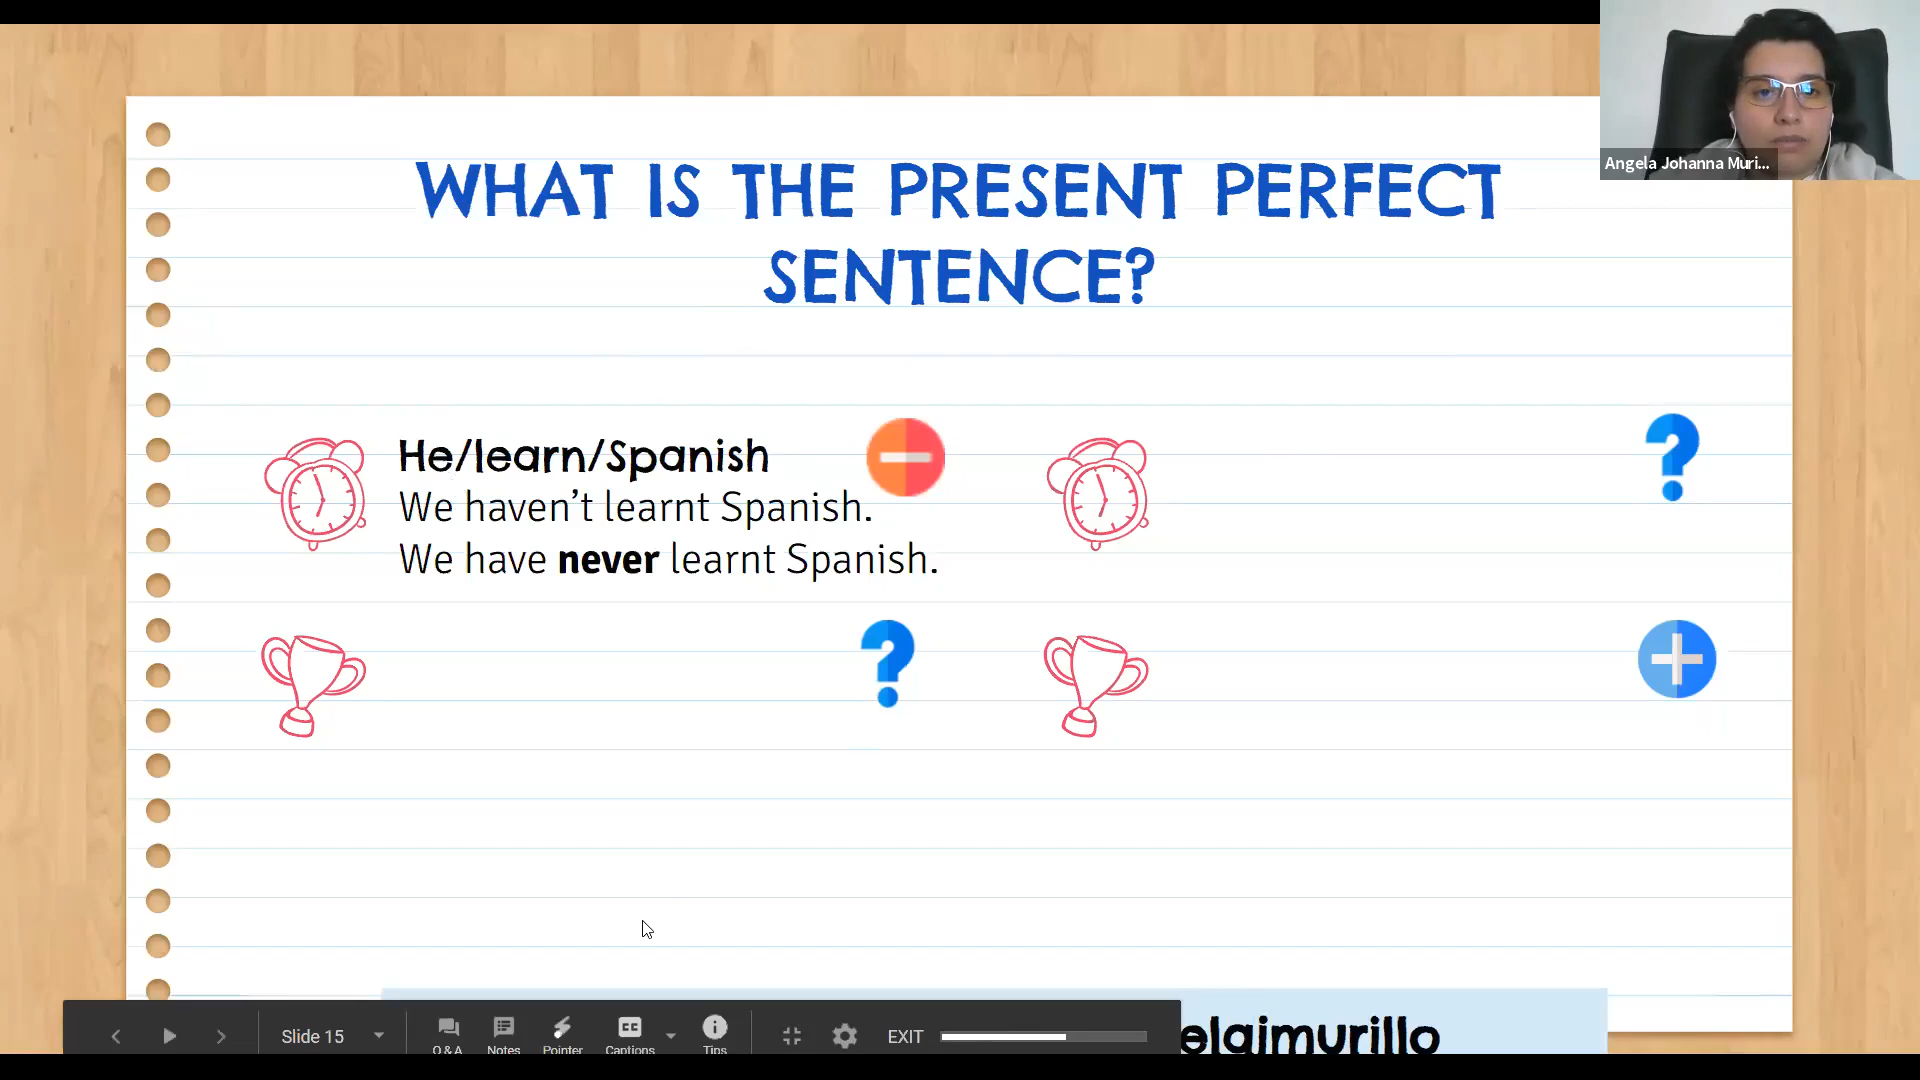 Angela Johanna Muri...
WHAT IS THE PRESENT PERFECT
SENTENCE?
He/learn/Spanish
We haven't learnt Spanish.
We have never learnt Spanish.
Slide 15
Q & A
Notes
Pointer
Captions
Tips
EXIT
elajmurillo